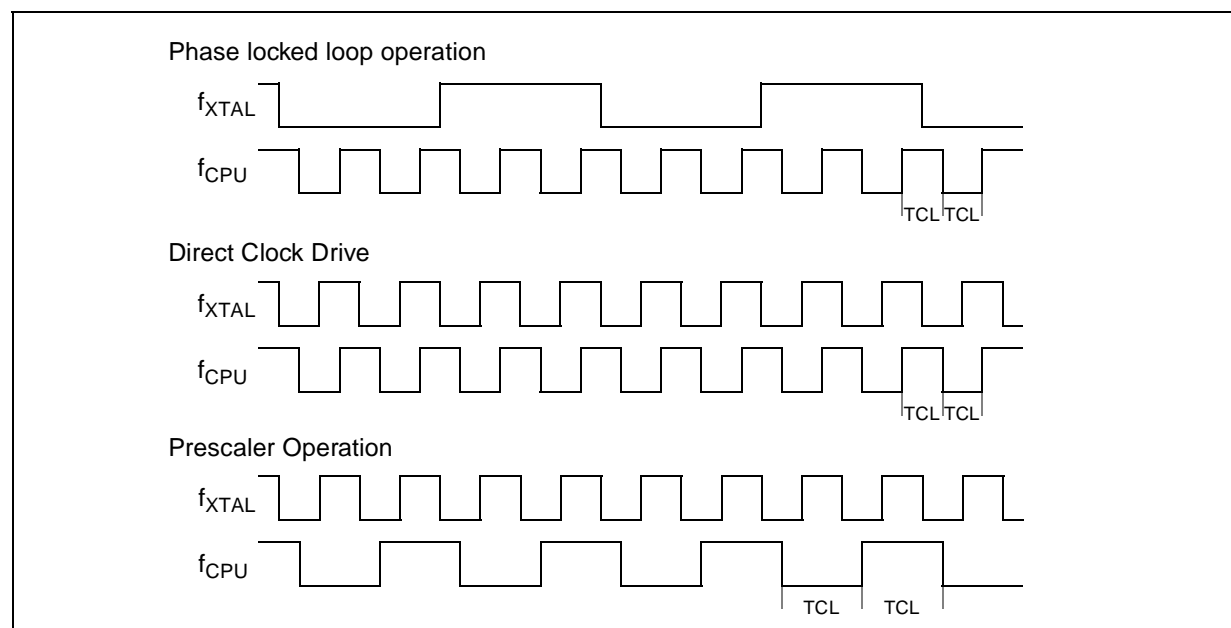 Phase locked loop operation
fXTAL
fCPU
TCL TCL
Direct Clock Drive
fXTAL
fCPU
TCL TCL
Prescaler Operation
fXTAL
fCPU
TCL TCL